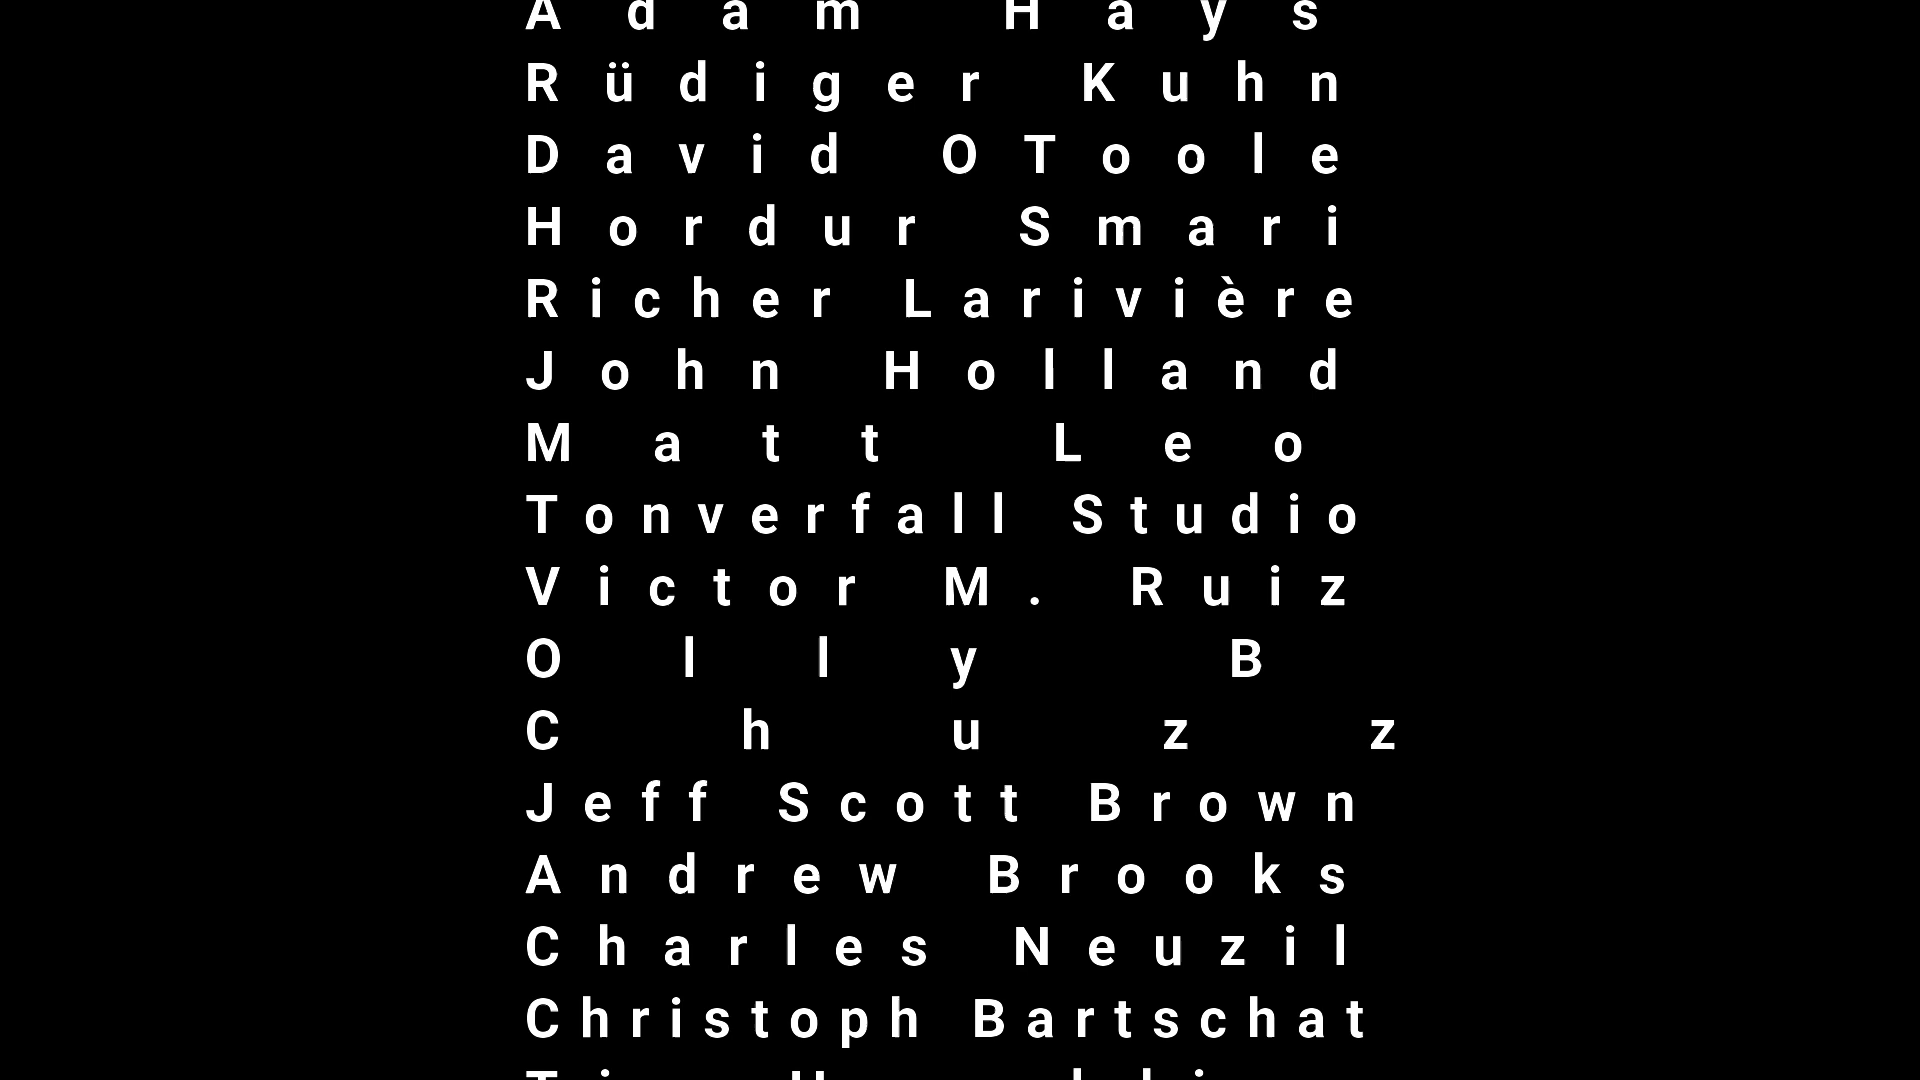 Adam Hays
Rüdiger Kuhn
David OToole
Hordur Smari
Richer Larivière
John Holland
Matt Leo
Tonverfall Studio
Victor M. Ruiz
Olly B
Chuzz
Jeff Scott Brown
Andrew Brooks
Charles Neuzil
Christoph Bartschat